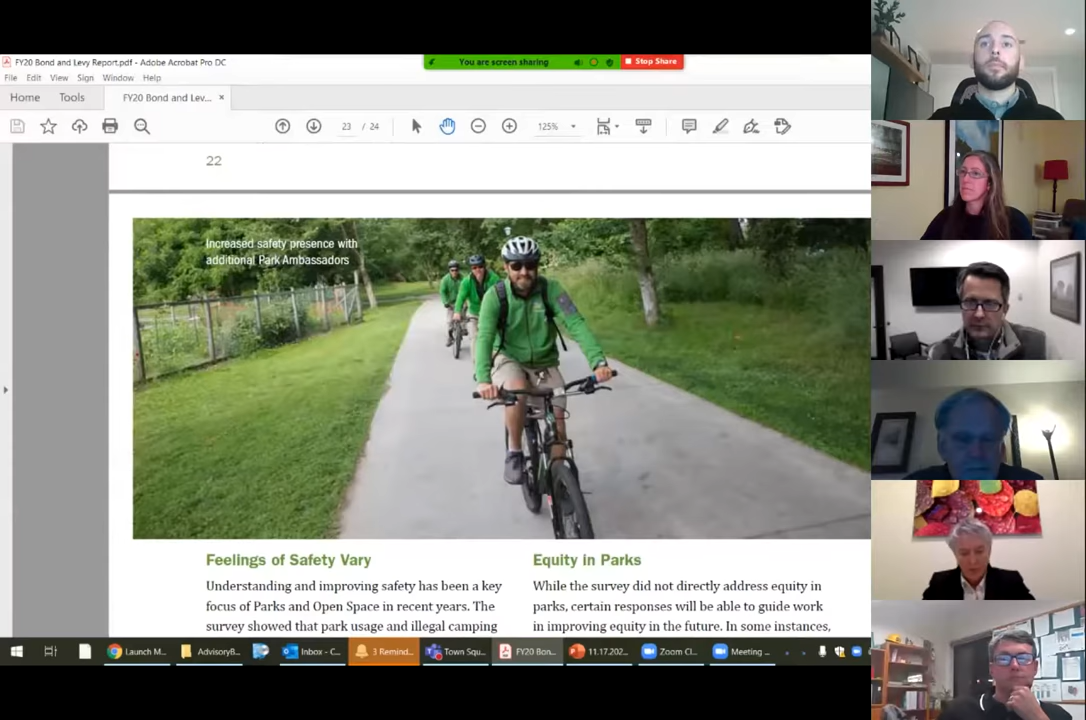 FY20 Bond and Levy Report.pdf - Adobe Acrobat Pro DC
You are screen sharing
Stop Share
File Edit View Sign Window Help
Home Tools FY20 Bond and Lev... ×
23 / 24
125%
22
Increased safety presence with
additional Park Ambassadors
Feelings of Safety Vary
Understanding and improving safety has been a key
focus of Parks and Open Space in recent years. The
survey showed that park usage and illegal camping
Equity in Parks
While the survey did not directly address equity in
parks, certain responses will be able to guide work
in improving equity in the future. In some instances,
Launch M...
AdvisoryB...
Inbox - C...
3 Remind...
Town Squ...
FY20 Bon...
11.17.202...
Zoom Cl...
Meeting ...